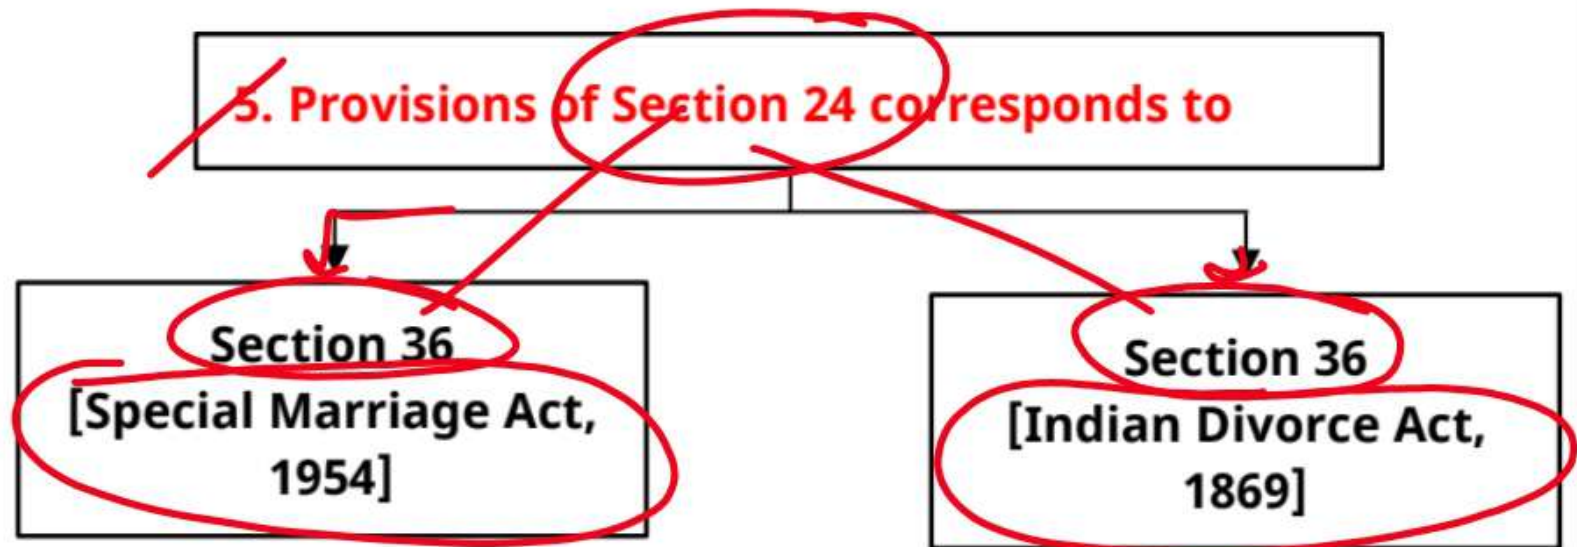 5. Provisions of Section 24 corresponds to
Section 36
[Special Marriage Act,
1954]
Section 36
[Indian Divorce Act,
1869]